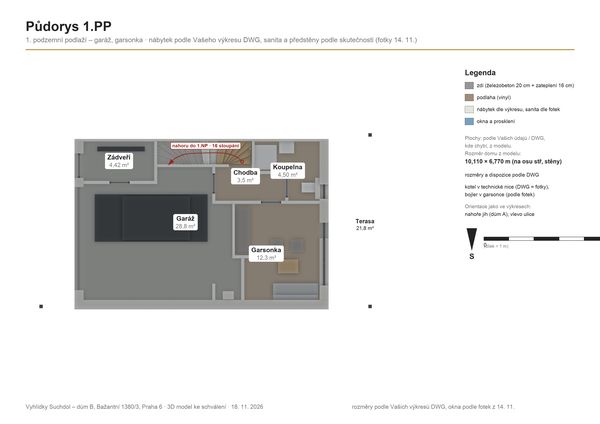 Půdorys 1.PP
1. podzemní podlaží – garáž, garsonka · nábytek podle Vašeho výkresu DWG, sanita a předstěny podle skutečnosti (fotky 14. 11.)
Legenda
zdi (železobeton 20 cm + zateplení 16 cm)
podlaha (vinyl)
nábytek dle výkresu, sanita dle fotek
okna a prosklení
Plochy: podle Vašich údajů / DWG,
kde chybí, z modelu.
Rozměr domu z modelu:
10,110 × 6,770 m (na osu stř. stěny)
rozměry a dispozice podle DWG
kotel v technické nice (DWG = fotky),
bojler v garsonce (podle fotek)
Orientace jako ve výkresech:
nahoře jih (dům A), vlevo ulice
S
0
nahoru do 1.NP · 16 stoupání
Zádveří
4,42 m²
Chodba
3,5 m²
Koupelna
4,50 m²
Garáž
28,8 m²
Garsonka
12,3 m²
Terasa
21,8 m²
Vyhlídky Suchdol – dům B, Bažantní 1380/3, Praha 6 · 3D model ke schválení · 18. 11. 2026
rozměry podle Vašich výkresů DWG, okna podle fotek z 14. 11.